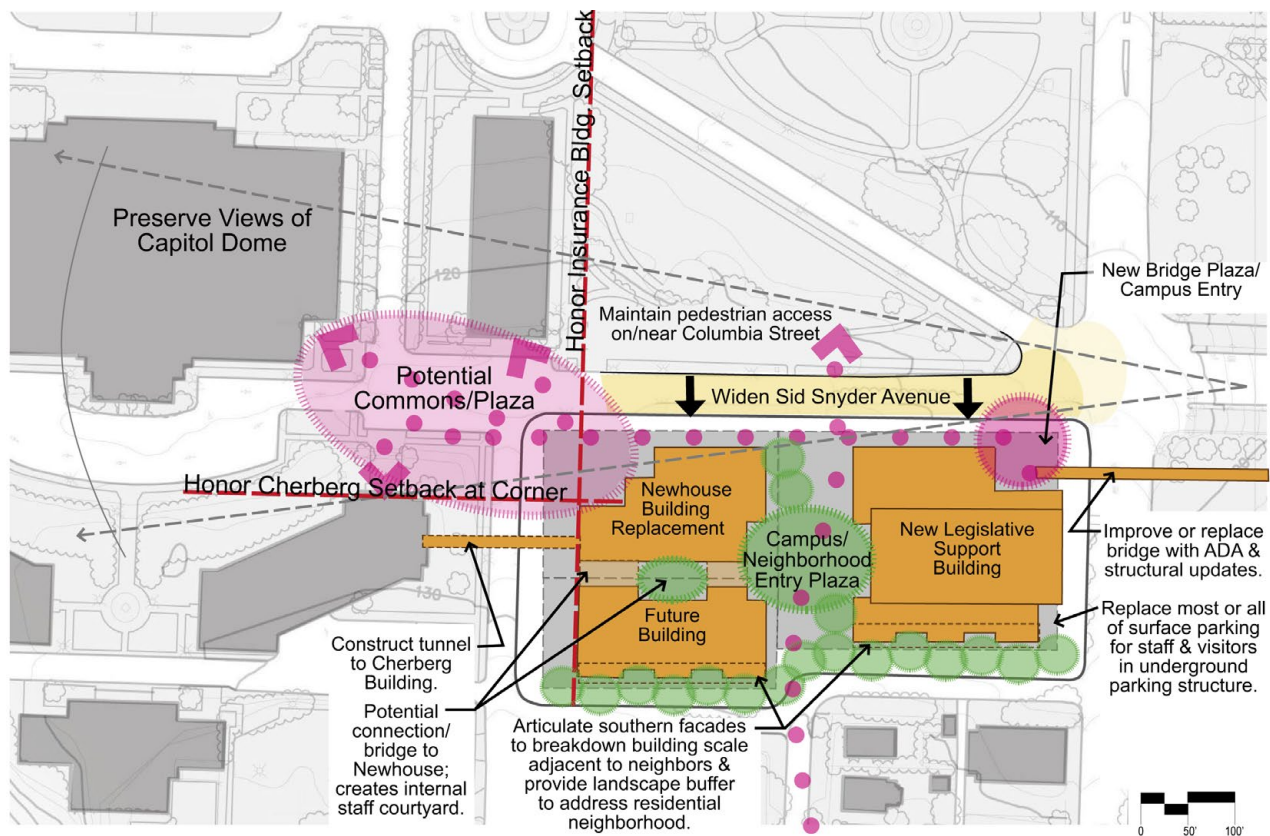 Honor Insurance Bldg. Setback
Preserve Views of
Capitol Dome
120
110
New Bridge Plaza/
Campus Entry
Maintain pedestrian access
on/near Columbia Street
Potential
Commons/Plaza
Widen Sid Snyder Avenue
Honor Cherberg Setback at Corner
Newhouse
Building
Replacement
Campus/
Neighborhood
Entry Plaza
New Legislative
Support
Building
Improve or replace
bridge with ADA &
structural updates.
130
Future
Building
Replace most or all
of surface parking
for staff & visitors
in underground
parking structure.
Construct tunnel
to Cherberg
Building.
Potential
connection/
bridge to
Newhouse;
creates internal
staff courtyard.
Articulate southern facades
to breakdown building scale
adjacent to neighbors &
provide landscape buffer
to address residential
neighborhood.
0 50' 100'